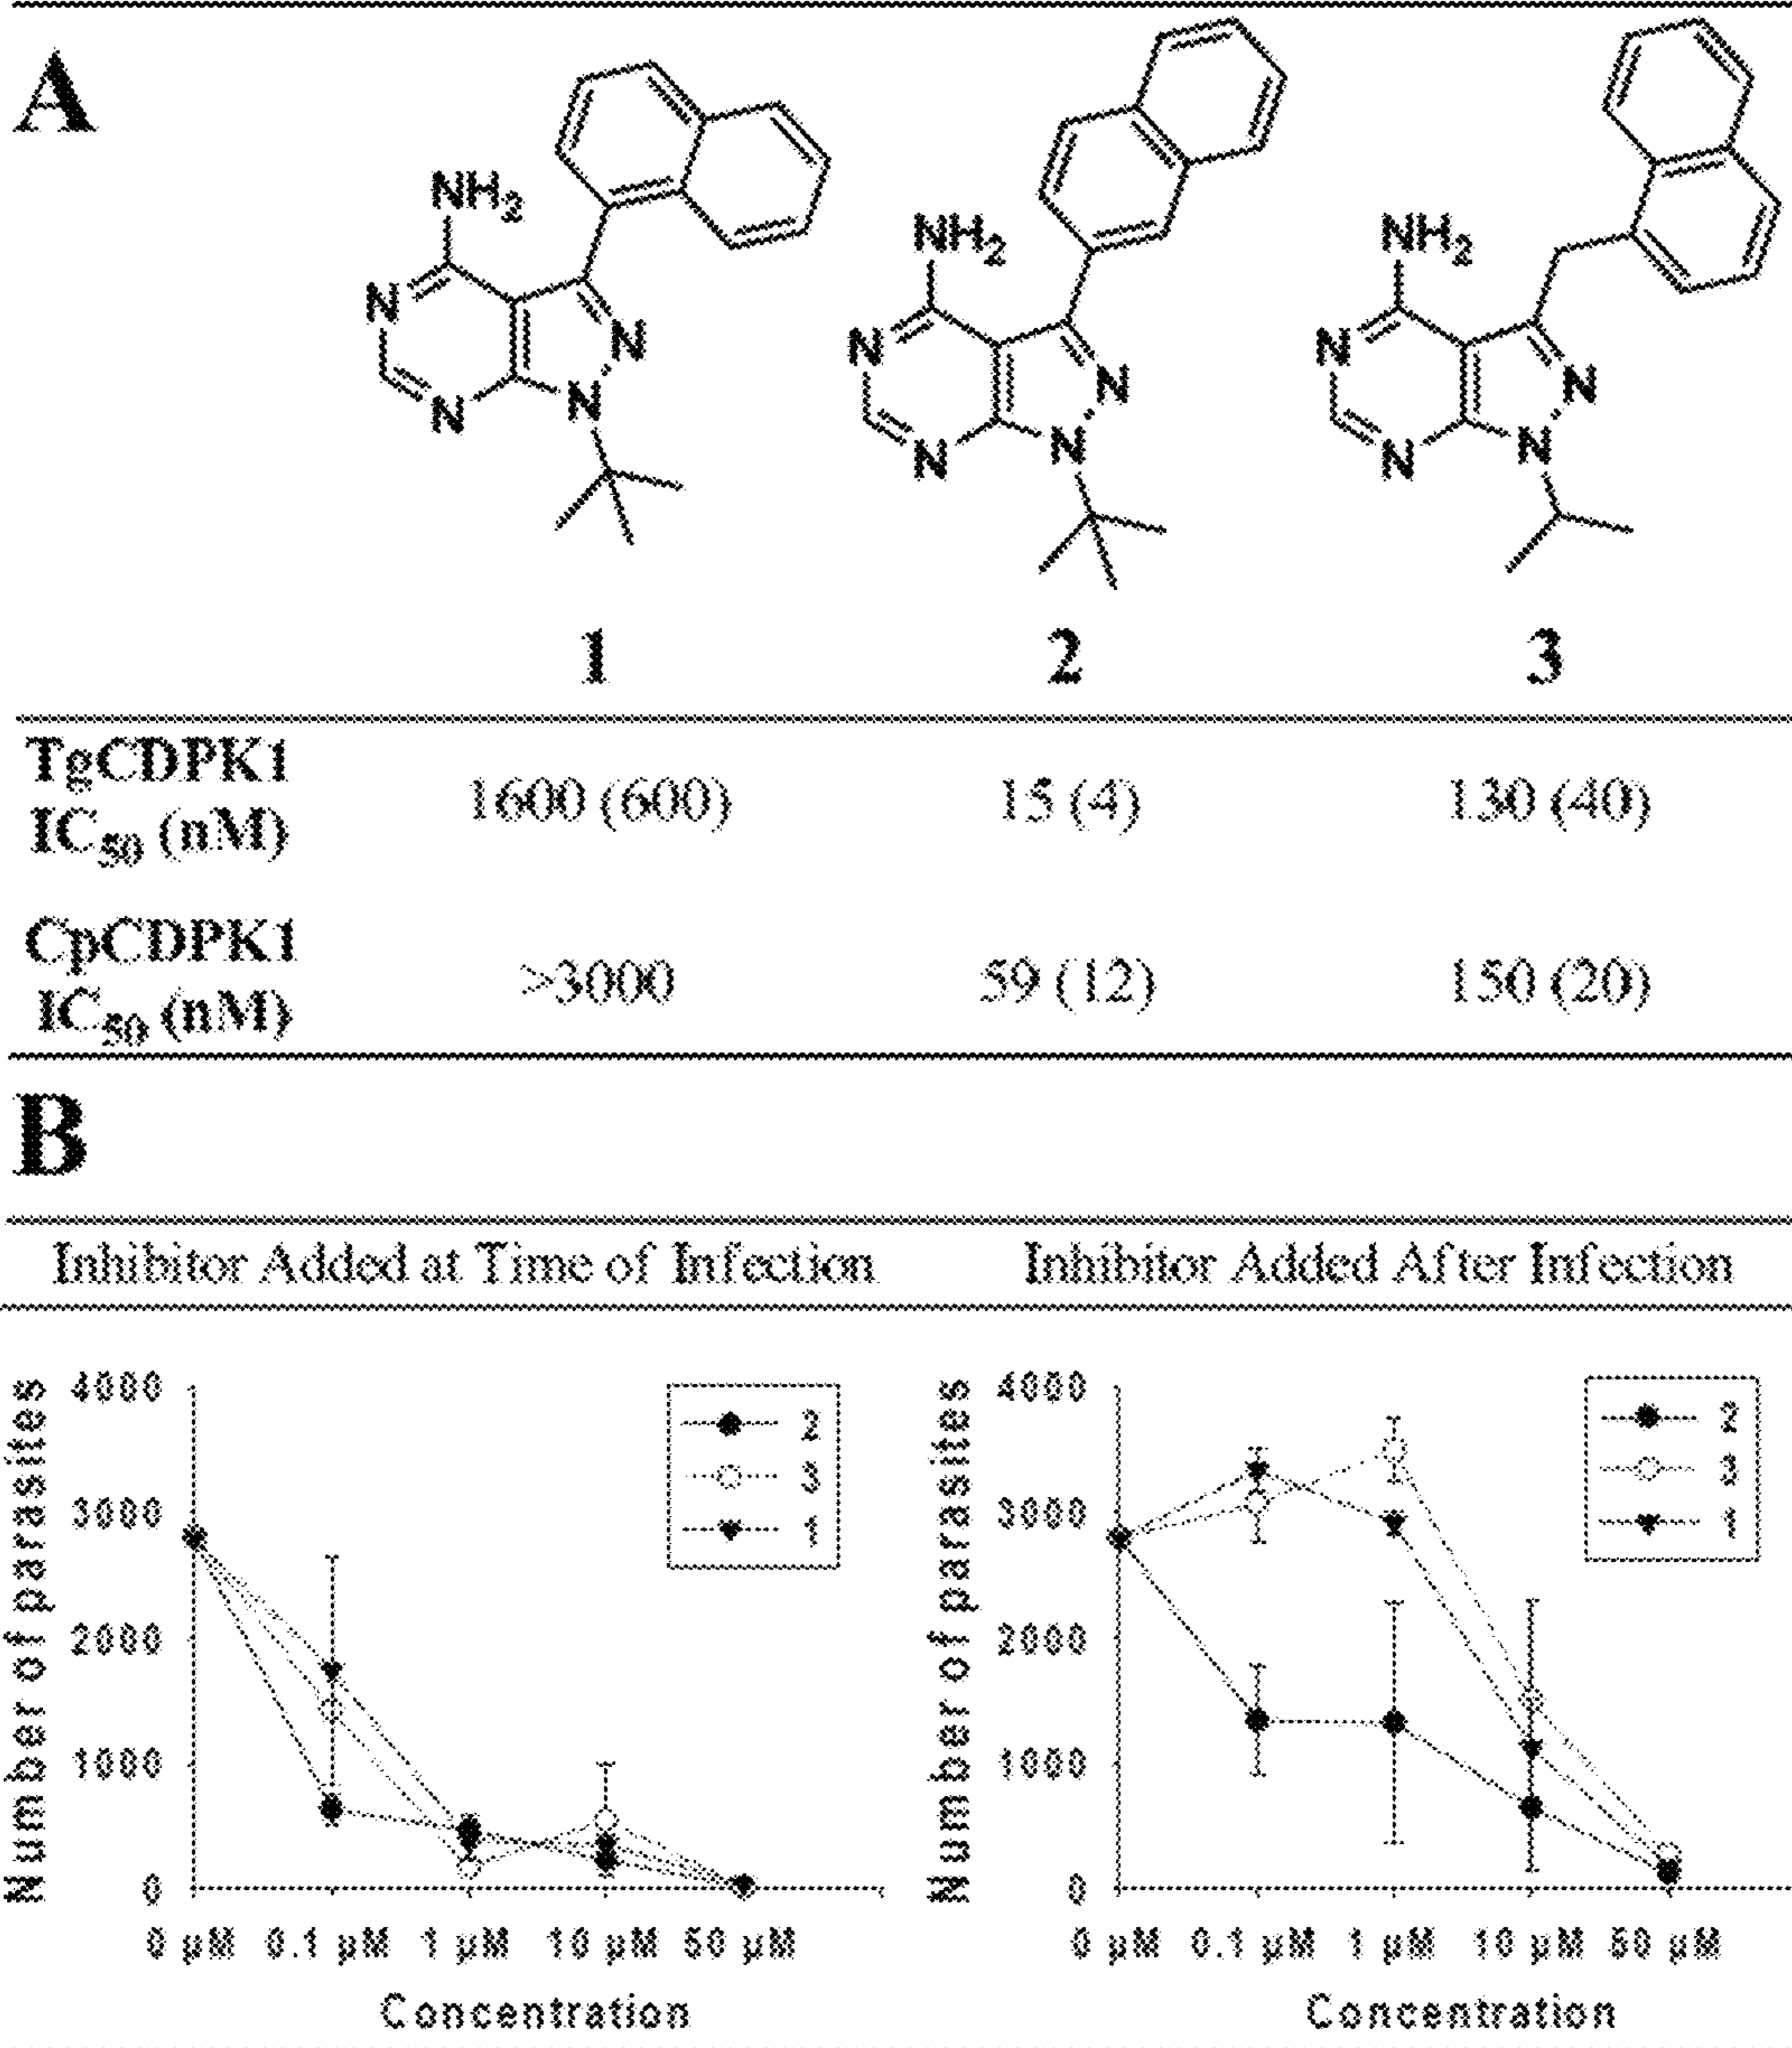 A
NH2 NH2 NH2
N N N N
N N N N
N N N N
1 2 3
TgCDPK1
IC50 (nM) 1600 (600) 15 (4) 130 (40)
CpCDPK1
IC50 (nM) >3000 59 (12) 150 (20)
B
Inhibitor Added at Time of Infection Inhibitor Added After Infection
Number of parasites
4000
3000
2000
1000
0
2
3
1
0 µM 0.1 µM 1 µM 10 µM 50 µM
Concentration
Number of parasites
4000
3000
2000
1000
0
2
3
1
0 µM 0.1 µM 1 µM 10 µM 50 µM
Concentration